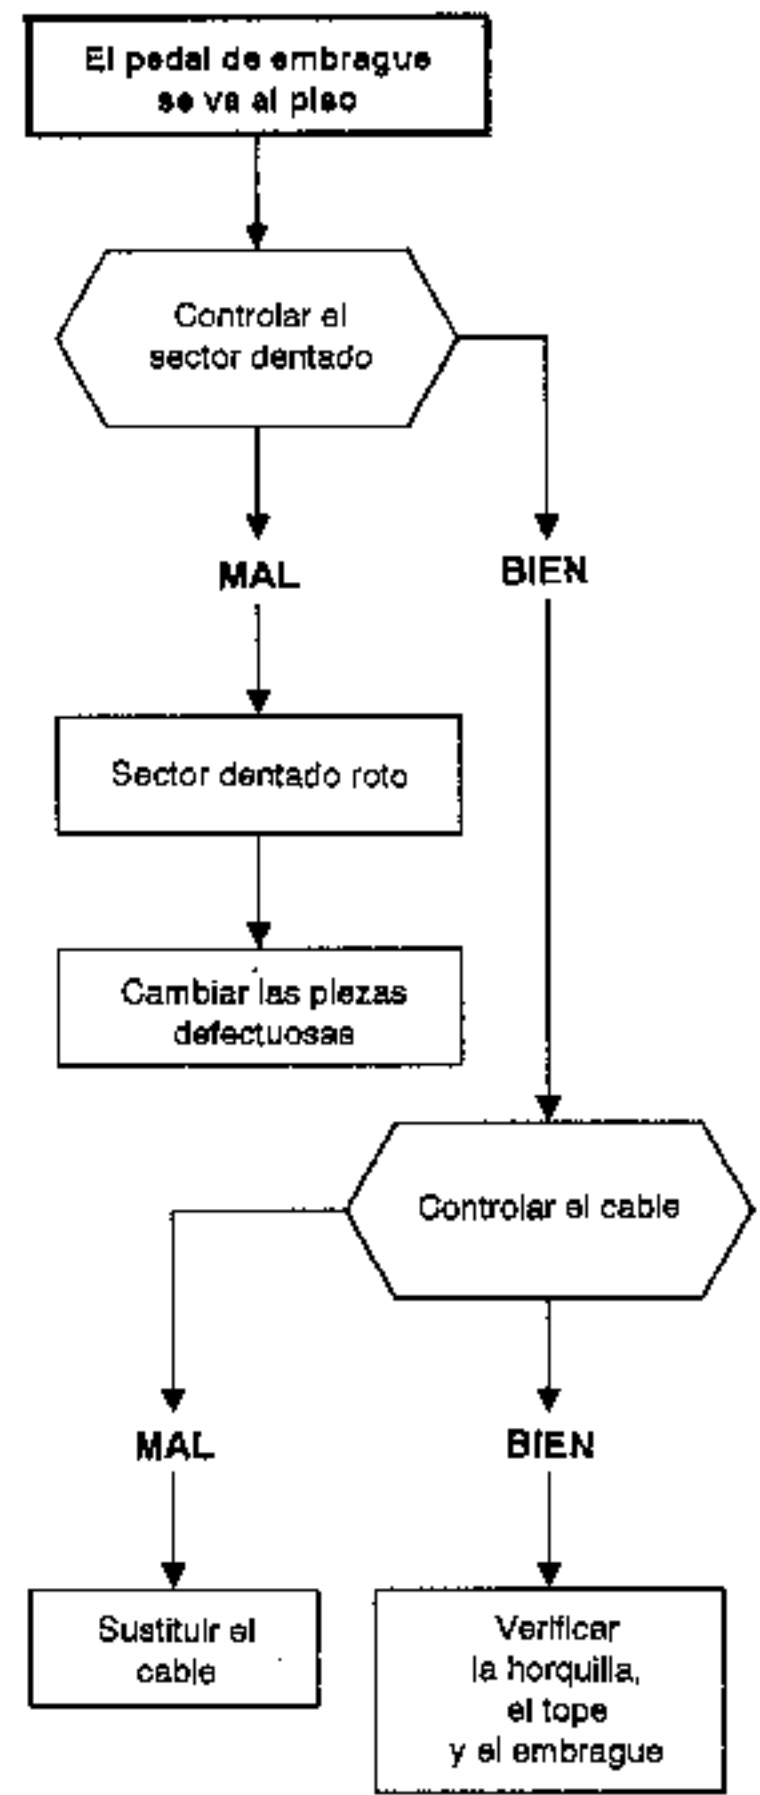 El pedal de embrague
se va al piso
Controlar el
sector dentado
MAL
BIEN
Sector dentado roto
Cambiar las piezas
defectuosas
Controlar el cable
MAL
BIEN
Sustituir el
cable
Verificar
la horquilla,
el tope
y el embrague